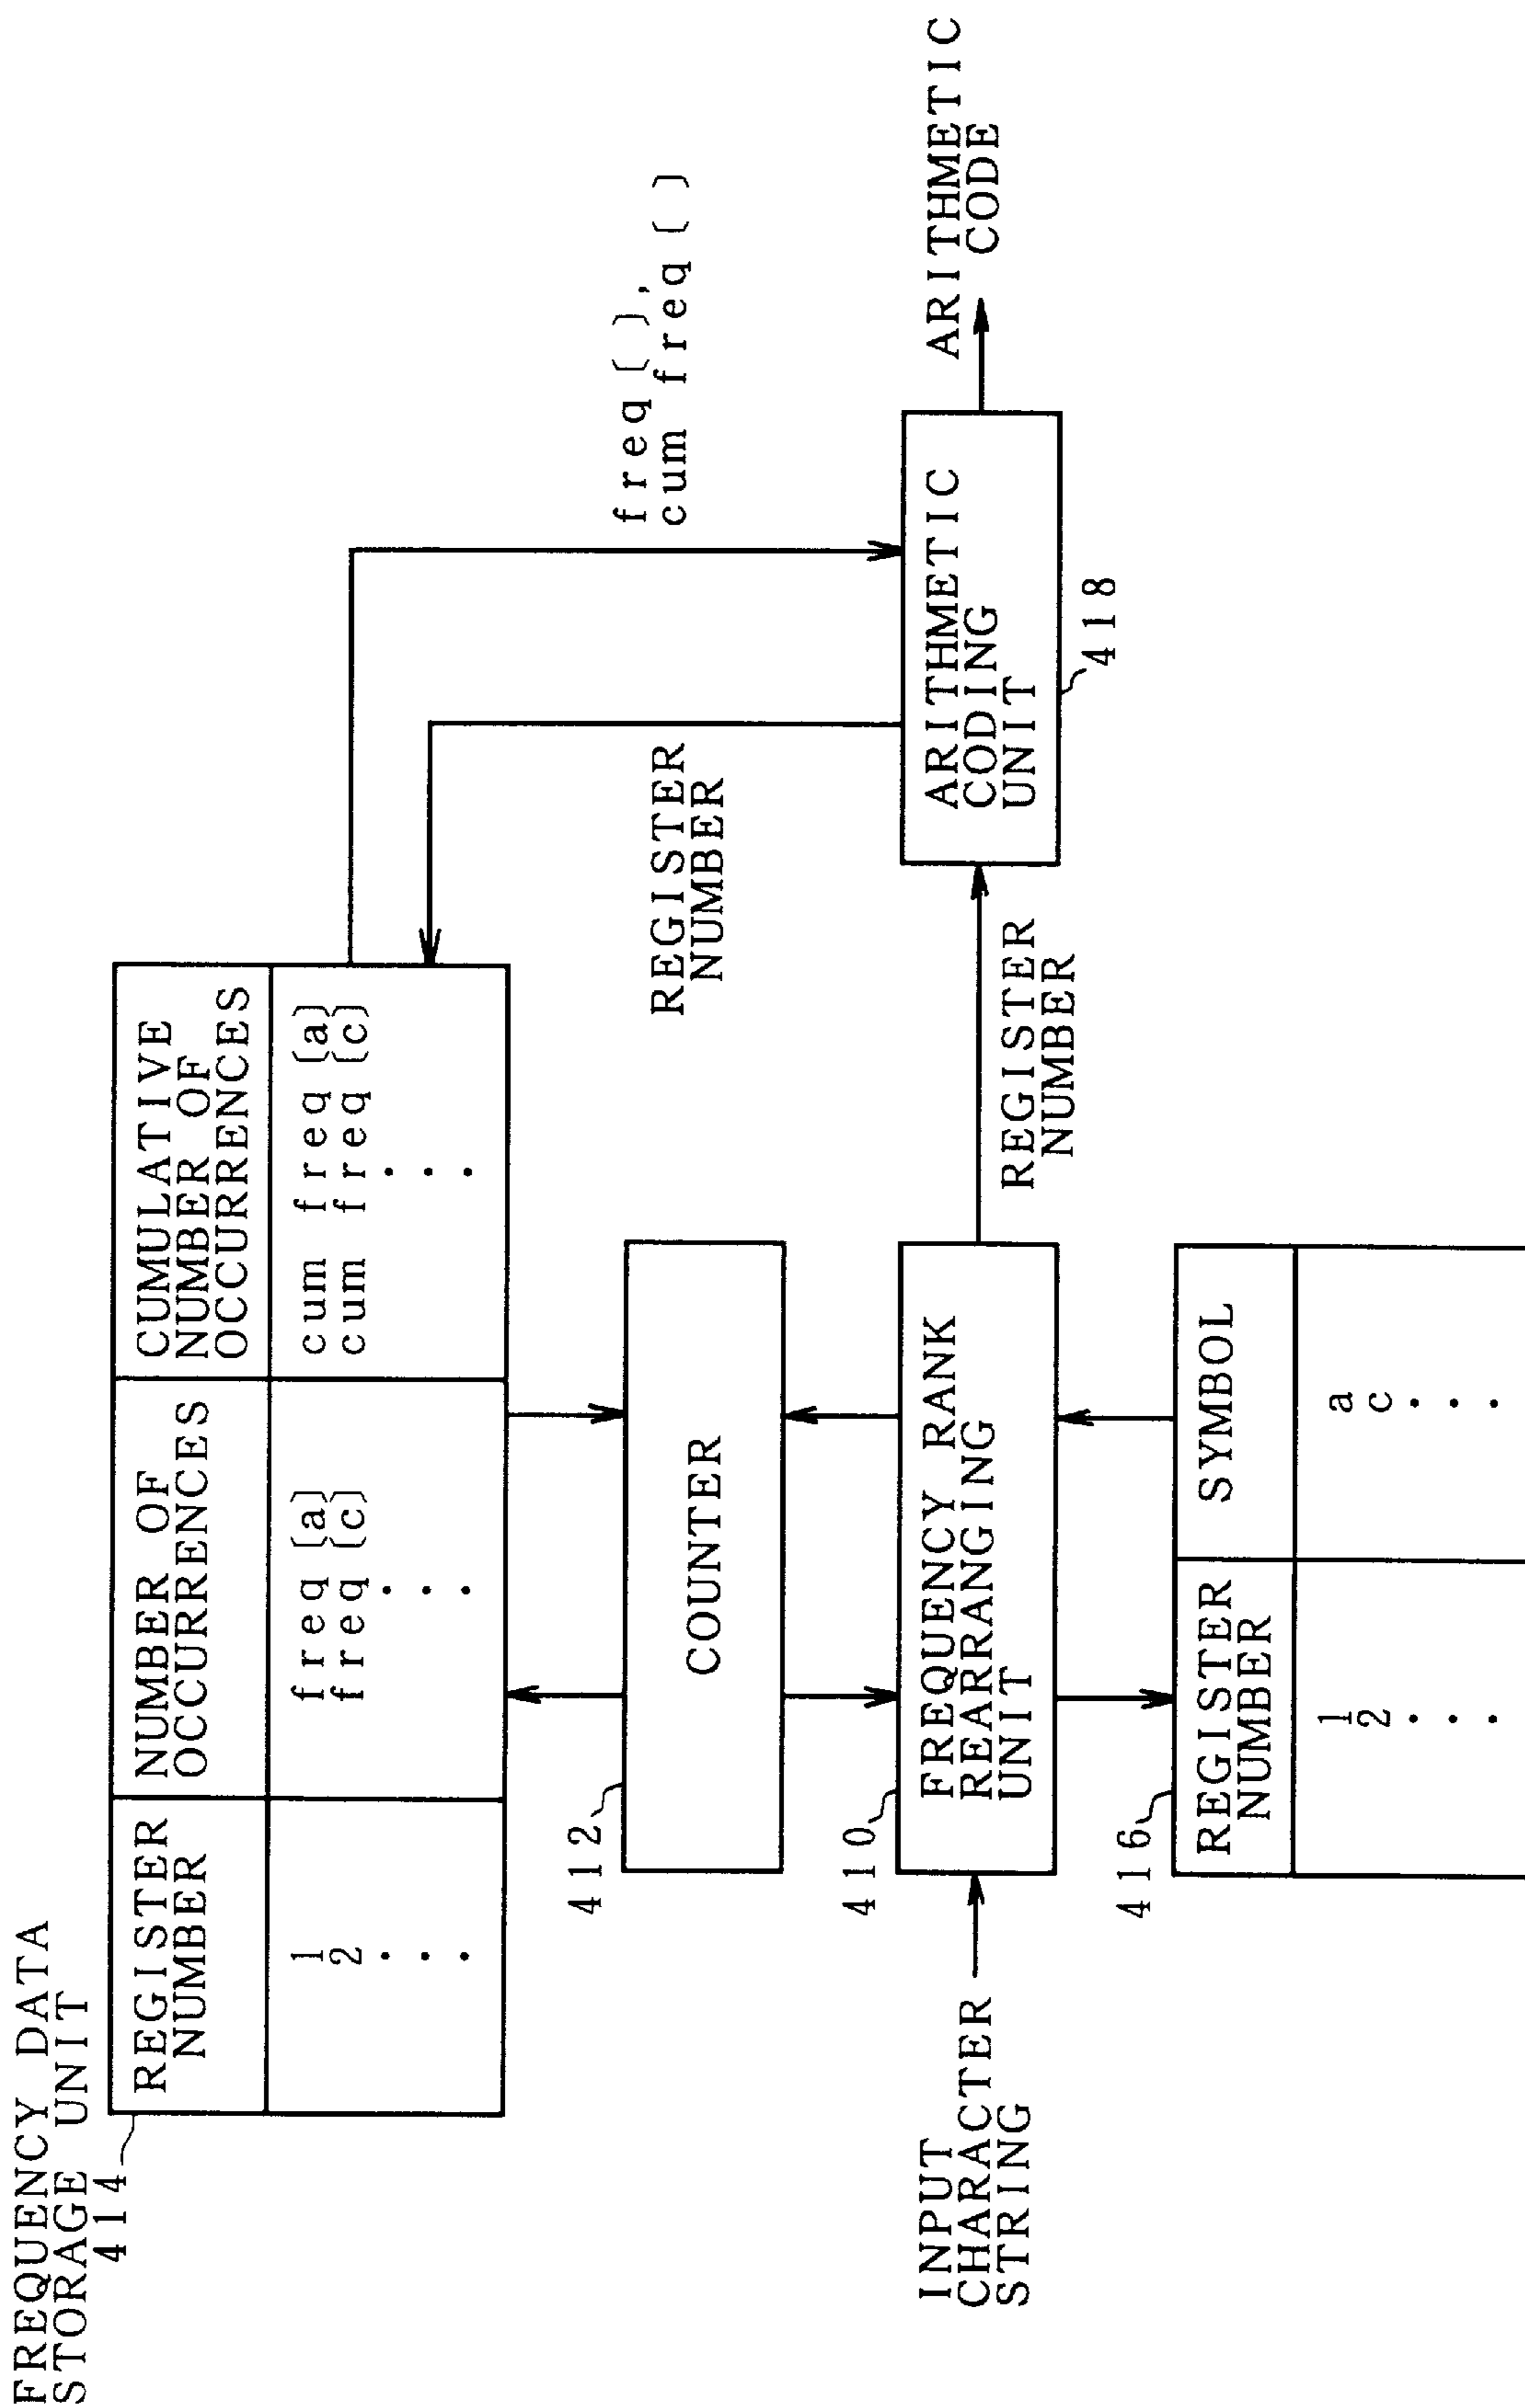 FREQUENCY DATA
STORAGE UNIT
414
REGISTER
NUMBER
NUMBER OF
OCCURRENCES
CUMULATIVE
NUMBER OF
OCCURRENCES
1
2
freq [a]
freq [c]
cum freq [a]
cum freq [c]
freq [ ],
cum freq [ ]
412
COUNTER
REGISTER
NUMBER
INPUT
CHARACTER
STRING
410
FREQUENCY RANK
REARRANGING
UNIT
REGISTER
NUMBER
ARITHMETIC
CODING
UNIT
418
ARITHMETIC
CODE
416
REGISTER
NUMBER
SYMBOL
1
2
a
c